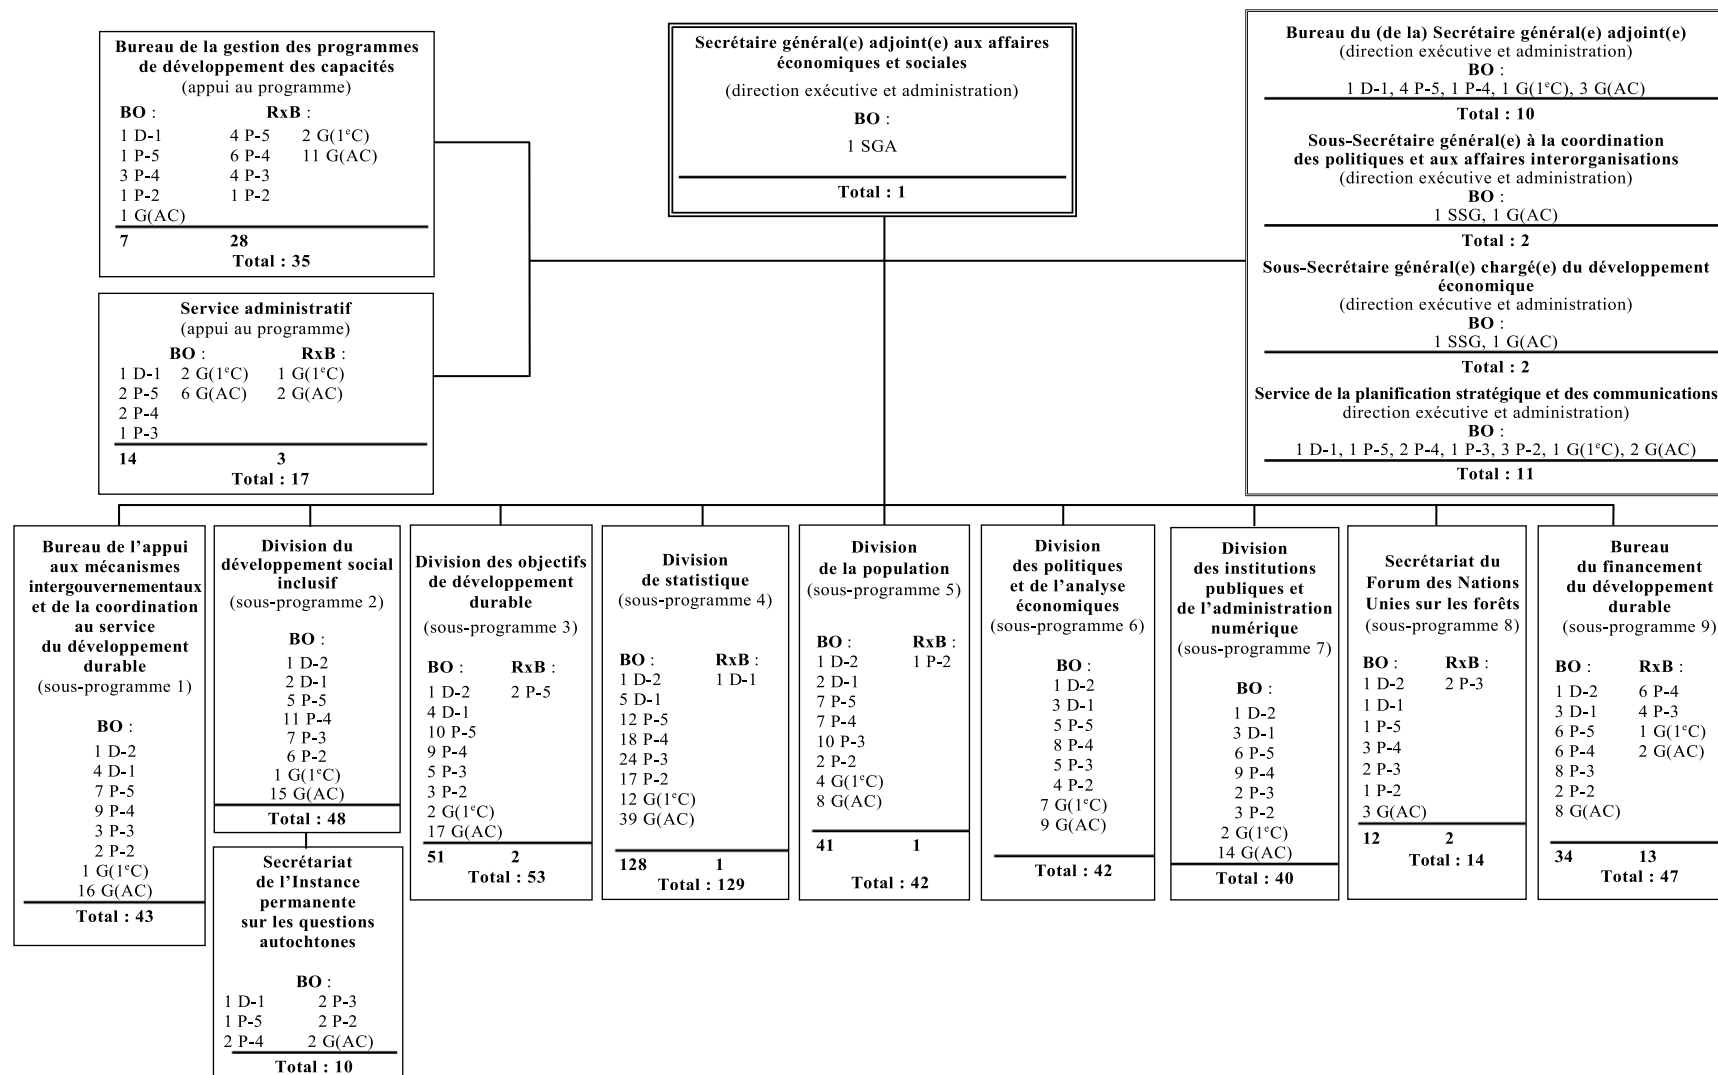 Bureau de la gestion des programmes
de développement des capacités
(appui au programme)
BO : RxB :
1 D-1 4 P-5 2 G(1eC)
1 P-5 6 P-4 11 G(AC)
3 P-4 4 P-3
1 P-2 1 P-2
1 G(AC)
7 28
Total : 35
Service administratif
(appui au programme)
BO : RxB :
1 D-1 2 G(1eC) 1 G(1eC)
2 P-5 6 G(AC) 2 G(AC)
2 P-4
1 P-3
14 3
Total : 17
Secrétaire général(e) adjoint(e) aux affaires
économiques et sociales
(direction exécutive et administration)
BO :
1 SGA
Total : 1
Bureau du (de la) Secrétaire général(e) adjoint(e)
(direction exécutive et administration)
BO :
1 D-1, 4 P-5, 1 P-4, 1 G(1eC), 3 G(AC)
Total : 10
Sous-Secrétaire général(e) à la coordination
des politiques et aux affaires interorganisations
(direction exécutive et administration)
BO :
1 SSG, 1 G(AC)
Total : 2
Sous-Secrétaire général(e) chargé(e) du développement
économique
(direction exécutive et administration)
BO :
1 SSG, 1 G(AC)
Total : 2
Service de la planification stratégique et des communications
direction exécutive et administration)
BO :
1 D-1, 1 P-5, 2 P-4, 1 P-3, 3 P-2, 1 G(1eC), 2 G(AC)
Total : 11
Bureau de l’appui
aux mécanismes
intergouvernementaux
et de la coordination
au service
du développement
durable
(sous-programme 1)
BO :
1 D-2
4 D-1
7 P-5
9 P-4
3 P-3
2 P-2
1 G(1eC)
16 G(AC)
Total : 43
Division du
développement social
inclusif
(sous-programme 2)
BO :
1 D-2
2 D-1
5 P-5
11 P-4
7 P-3
6 P-2
1 G(1eC)
15 G(AC)
Total : 48
Secrétariat
de l’Instance
permanente
sur les questions
autochtones
BO :
1 D-1 2 P-3
1 P-5 2 P-2
2 P-4 2 G(AC)
Total : 10
Division des objectifs
de développement
durable
(sous-programme 3)
BO : RxB :
1 D-2 2 P-5
4 D-1
10 P-5
9 P-4
5 P-3
3 P-2
2 G(1eC)
17 G(AC)
51 2
Total : 53
Division
de statistique
(sous-programme 4)
BO : RxB :
1 D-2 1 D-1
5 D-1
12 P-5
18 P-4
24 P-3
17 P-2
12 G(1eC)
39 G(AC)
128 1
Total : 129
Division
de la population
(sous-programme 5)
BO : RxB :
1 D-2 1 P-2
2 D-1
7 P-5
7 P-4
10 P-3
2 P-2
4 G(1eC)
8 G(AC)
41 1
Total : 42
Division
des politiques
et de l’analyse
économiques
(sous-programme 6)
BO :
1 D-2
3 D-1
5 P-5
8 P-4
5 P-3
4 P-2
7 G(1eC)
9 G(AC)
Total : 42
Division
des institutions
publiques et
de l’administration
numérique
(sous-programme 7)
BO :
1 D-2
3 D-1
6 P-5
9 P-4
2 P-3
3 P-2
2 G(1eC)
14 G(AC)
Total : 40
Secrétariat du
Forum des Nations
Unies sur les forêts
(sous-programme 8)
BO : RxB :
1 D-2 2 P-3
1 D-1
1 P-5
3 P-4
2 P-3
1 P-2
3 G(AC)
12 2
Total : 14
Bureau
du financement
du développement
durable
(sous-programme 9)
BO : RxB :
1 D-2 6 P-4
3 D-1 4 P-3
6 P-5 1 G(1eC)
6 P-4 2 G(AC)
8 P-3
2 P-2
8 G(AC)
34 13
Total : 47